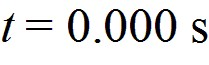 t = 0.000 s